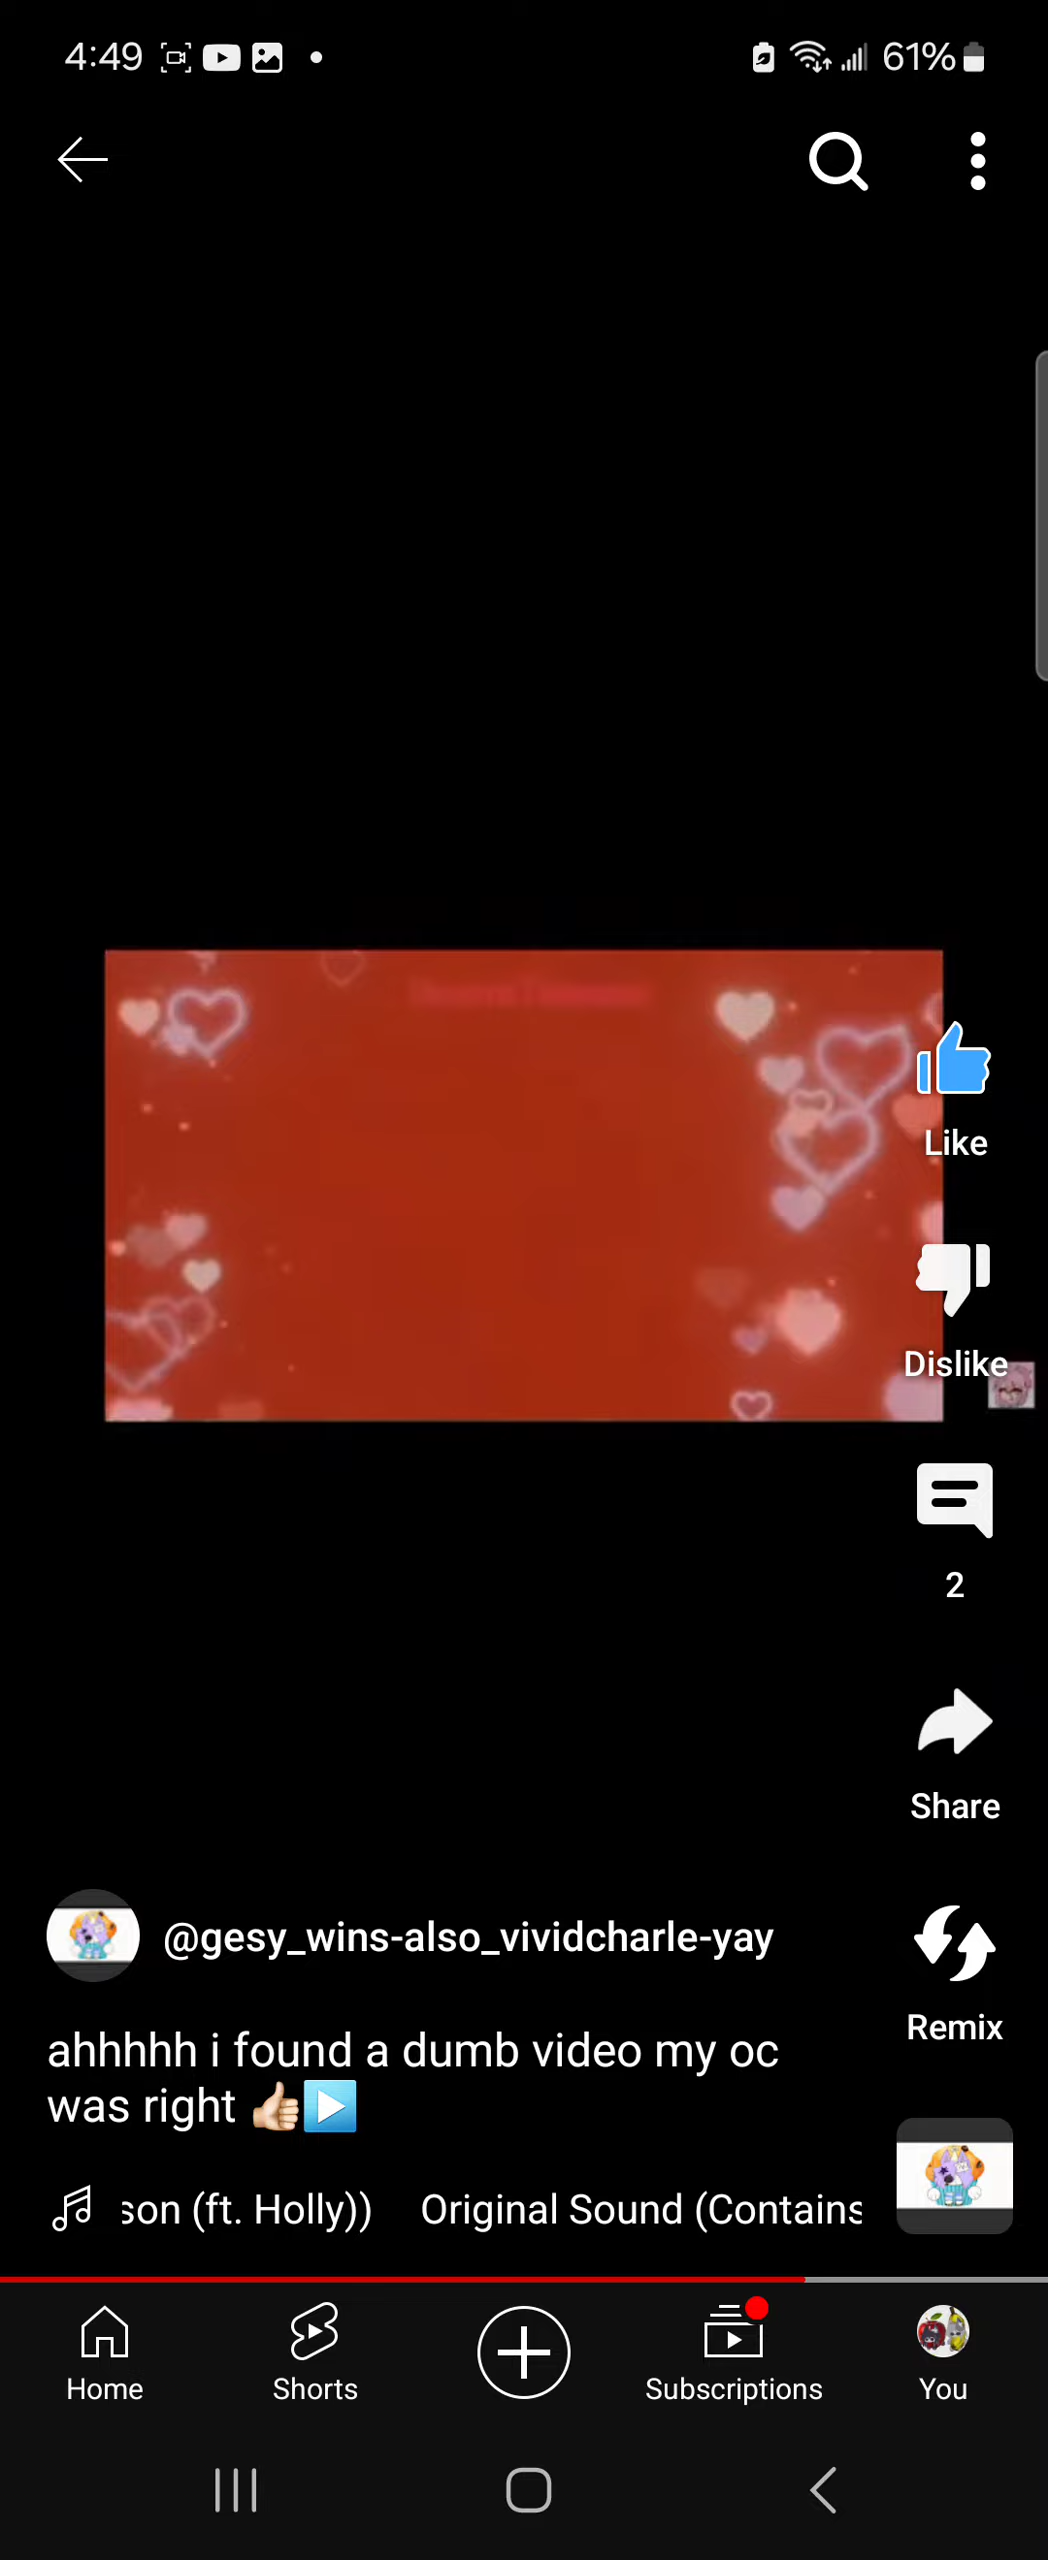 4:49
61%
Like
Dislike
2
Share
@gesy_wins-also_vividcharle-yay
Remix
ahhhhh i found a dumb video my oc
was right 👍🏻▶️
son (ft. Holly)) Original Sound (Contains
Home
Shorts
Subscriptions
You